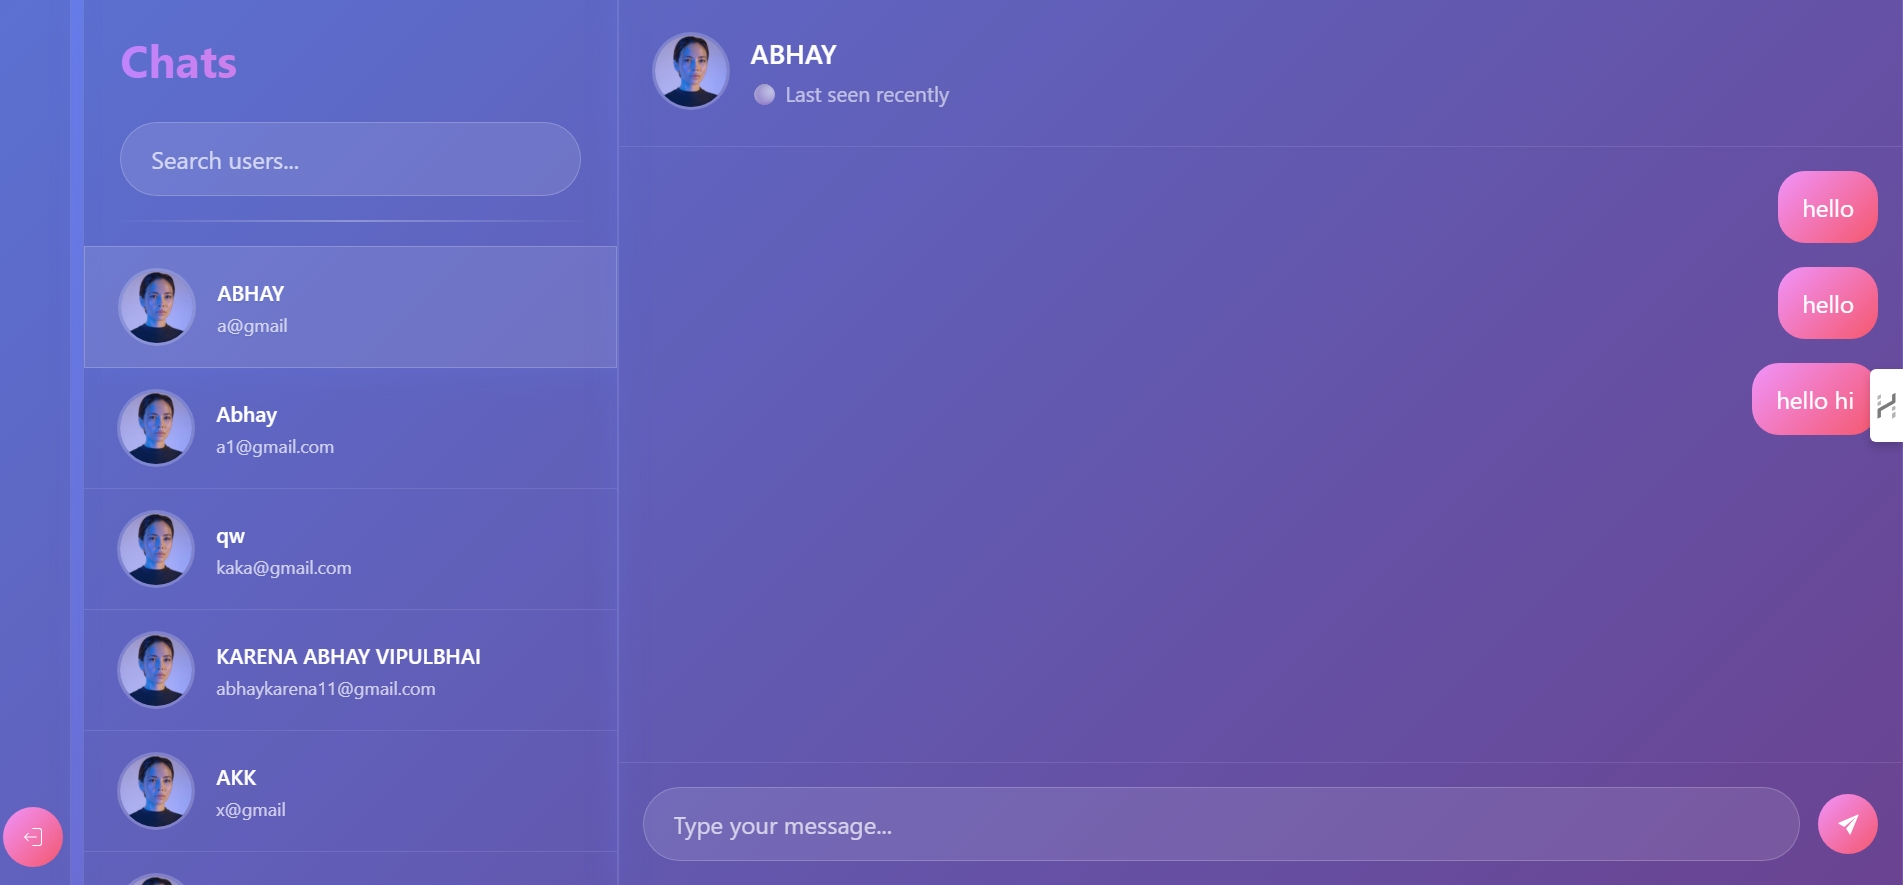 Chats
Search users...
ABHAY
a@gmail
Abhay
a1@gmail.com
qw
kaka@gmail.com
KARENA ABHAY VIPULBHAI
abhaykarena11@gmail.com
AKK
x@gmail
ABHAY
Last seen recently
hello
hello
hello hi
Type your message...